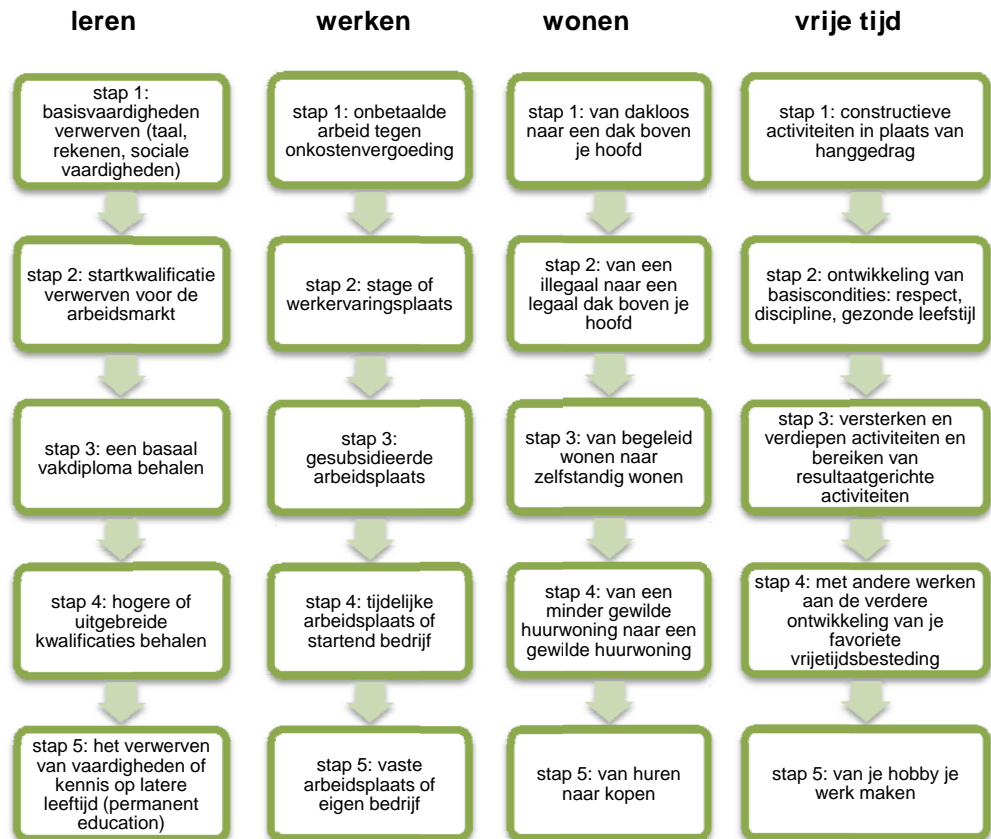 leren
werken
wonen
vrije tijd
stap 1:
basisvaardigheden
verwerven (taal,
rekenen, sociale
vaardigheden)
stap 1: onbetaalde
arbeid tegen
onkostenvergoeding
stap 1: van dakloos
naar een dak boven
je hoofd
stap 1: constructieve
activiteiten in plaats van
hanggedrag
stap 2: startkwalificatie
verwerven voor de
arbeidsmarkt
stap 2: stage of
werkervaringsplaats
stap 2: van een
illegaal naar een
legaal dak boven je
hoofd
stap 2: ontwikkeling van
basiscondities: respect,
discipline, gezonde leefstijl
stap 3: een basaal
vakdiploma behalen
stap 3:
gesubsidieerde
arbeidsplaats
stap 3: van begeleid
wonen naar
zelfstandig wonen
stap 3: versterken en
verdiepen activiteiten en
bereiken van
resultaatgerichte
activiteiten
stap 4: hogere of
uitgebreide
kwalificaties behalen
stap 4: tijdelijke
arbeidsplaats of
startend bedrijf
stap 4: van een
minder gewilde
huurwoning naar een
gewilde huurwoning
stap 4: met andere werken
aan de verdere
ontwikkeling van je
favoriete
vrijetijdsbesteding
stap 5: het verwerven
van vaardigheden of
kennis op latere
leeftijd (permanent
education)
stap 5: vaste
arbeidsplaats of
eigen bedrijf
stap 5: van huren
naar kopen
stap 5: van je hobby je
werk maken